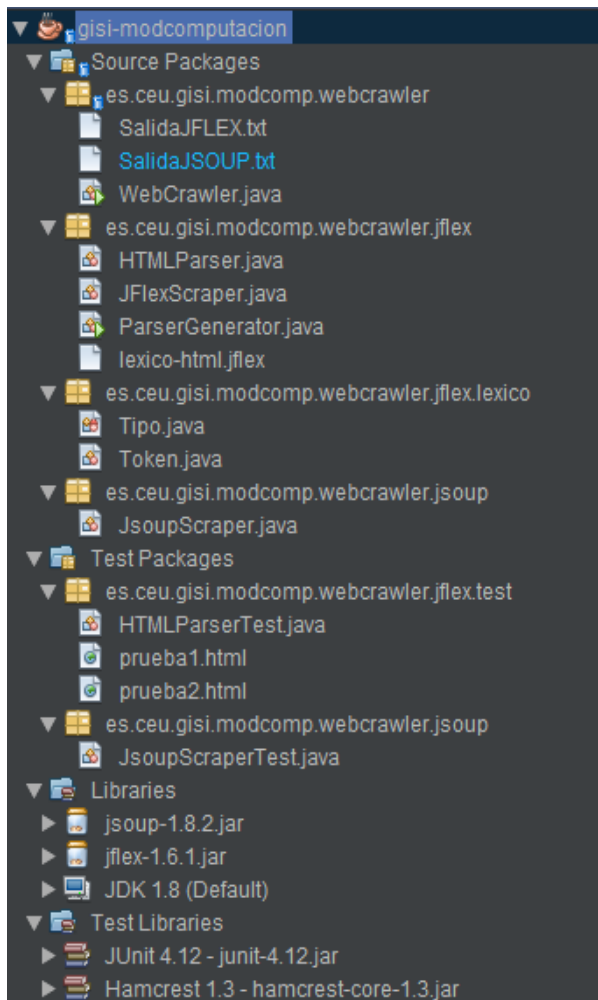 gisi-modcomputacion
Source Packages
es.ceu.gisi.modcomp.webcrawler
SalidaJFLEX.txt
SalidaJSOUP.txt
WebCrawler.java
es.ceu.gisi.modcomp.webcrawler.jflex
HTMLParser.java
JFlexScraper.java
ParserGenerator.java
lexico-html.jflex
es.ceu.gisi.modcomp.webcrawler.jflex.lexico
Tipo.java
Token.java
es.ceu.gisi.modcomp.webcrawler.jsoup
JsoupScraper.java
Test Packages
es.ceu.gisi.modcomp.webcrawler.jflex.test
HTMLParserTest.java
prueba1.html
prueba2.html
es.ceu.gisi.modcomp.webcrawler.jsoup
JsoupScraperTest.java
Libraries
jsoup-1.8.2.jar
jflex-1.6.1.jar
JDK 1.8 (Default)
Test Libraries
JUnit 4.12 - junit-4.12.jar
Hamcrest 1.3 - hamcrest-core-1.3.jar